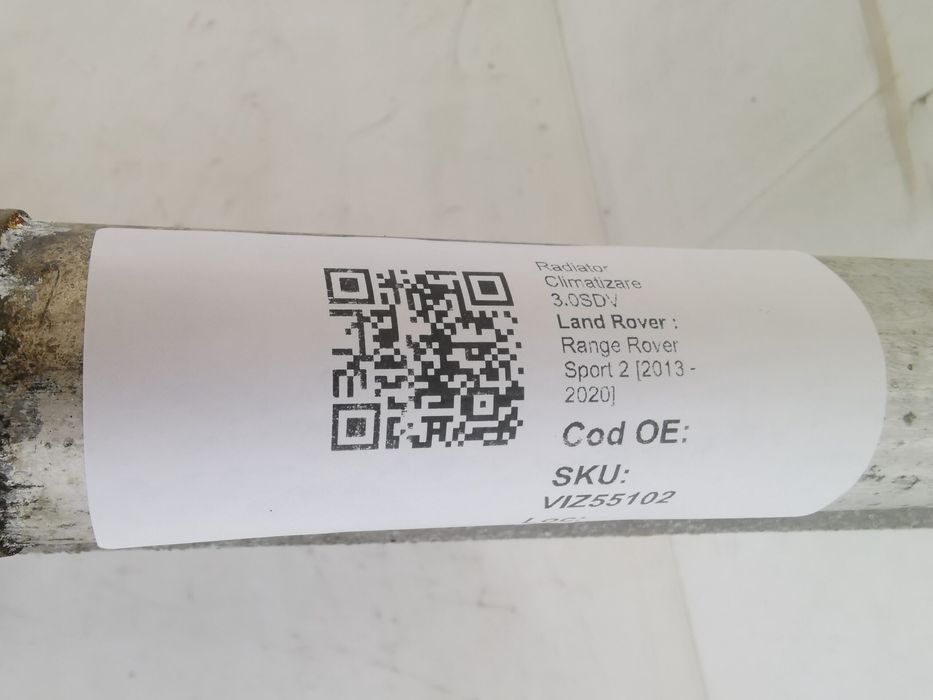 Radiator
Climatizare
3.0SDV
Land Rover :
Range Rover
Sport 2 [2013 -
2020]
Cod OE:
SKU:
VIZ55102